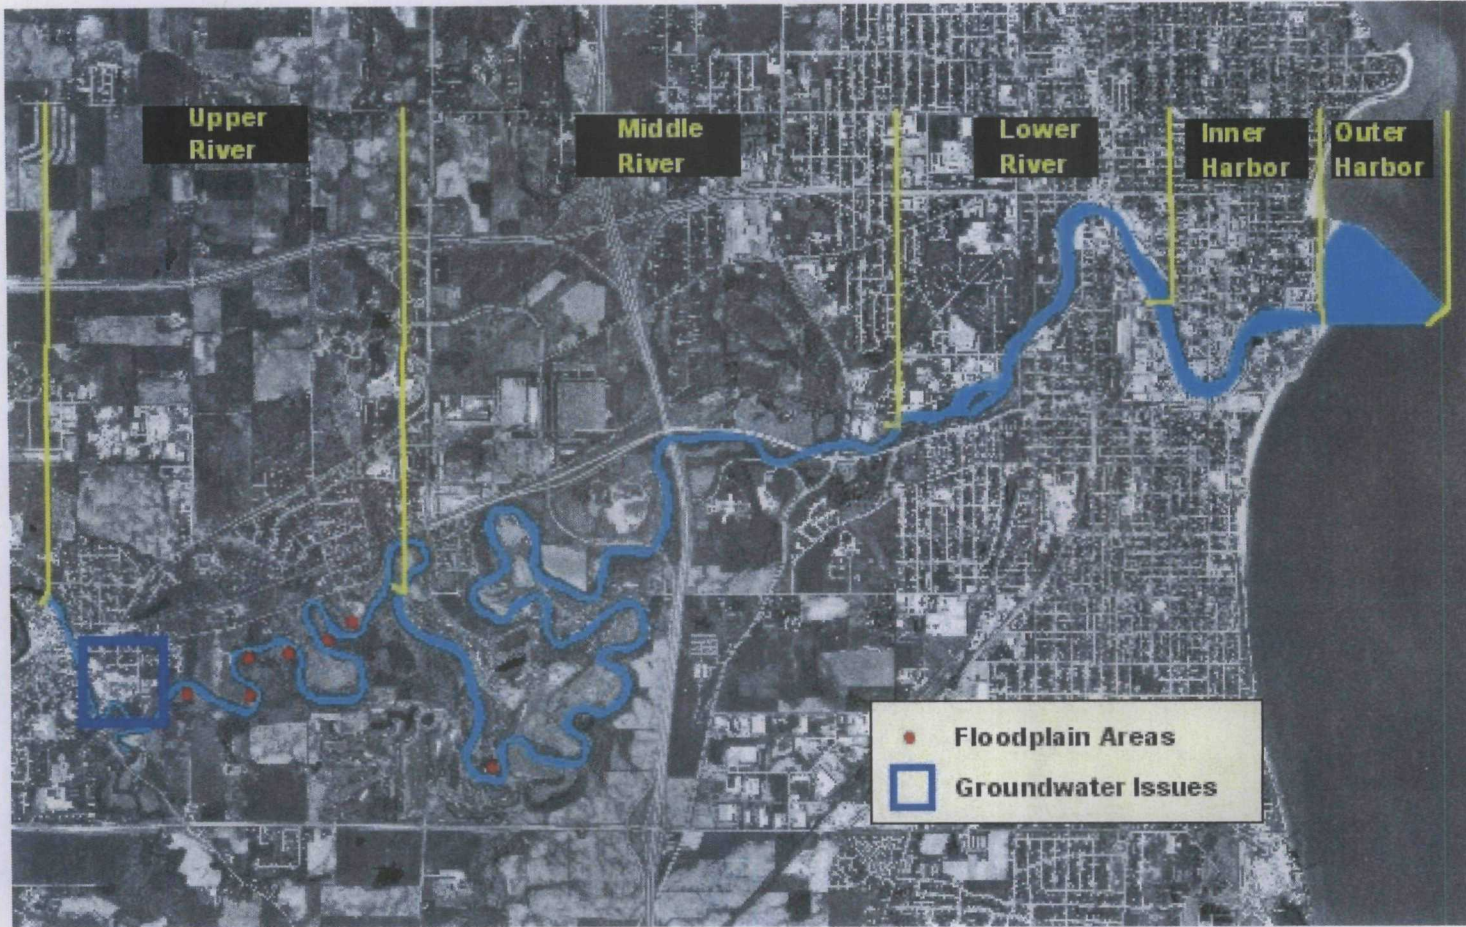 Upper
River
Middle
River
Lower
River
Inner
Harbor
Outer
Harbor
Floodplain Areas
Groundwater Issues